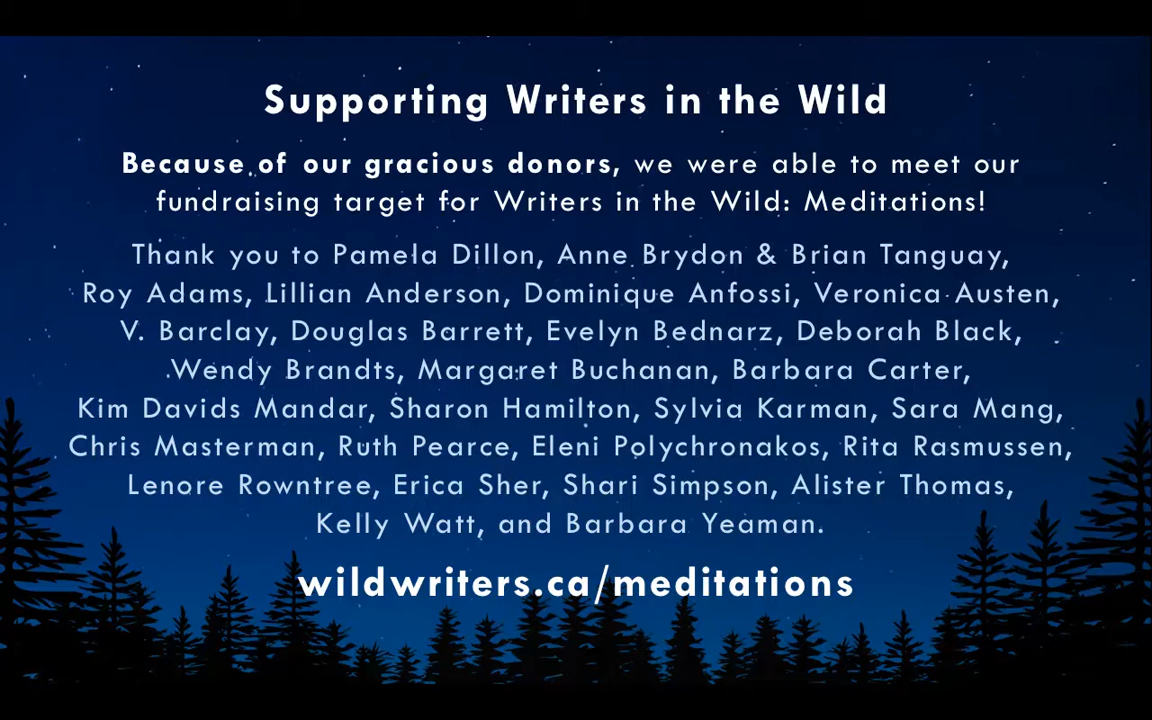 Supporting Writers in the Wild
Because of our gracious donors, we were able to meet our
fundraising target for Writers in the Wild: Meditations!
Thank you to Pamela Dillon, Anne Brydon & Brian Tanguay,
Roy Adams, Lillian Anderson, Dominique Anfossi, Veronica Austen,
V. Barclay, Douglas Barrett, Evelyn Bednarz, Deborah Black,
Wendy Brandts, Margaret Buchanan, Barbara Carter,
Kim Davids Mandar, Sharon Hamilton, Sylvia Karman, Sara Mang,
Chris Masterman, Ruth Pearce, Eleni Polychronakos, Rita Rasmussen,
Lenore Rowntree, Erica Sher, Shari Simpson, Alister Thomas,
Kelly Watt, and Barbara Yeaman.
wildwriters.ca/meditations